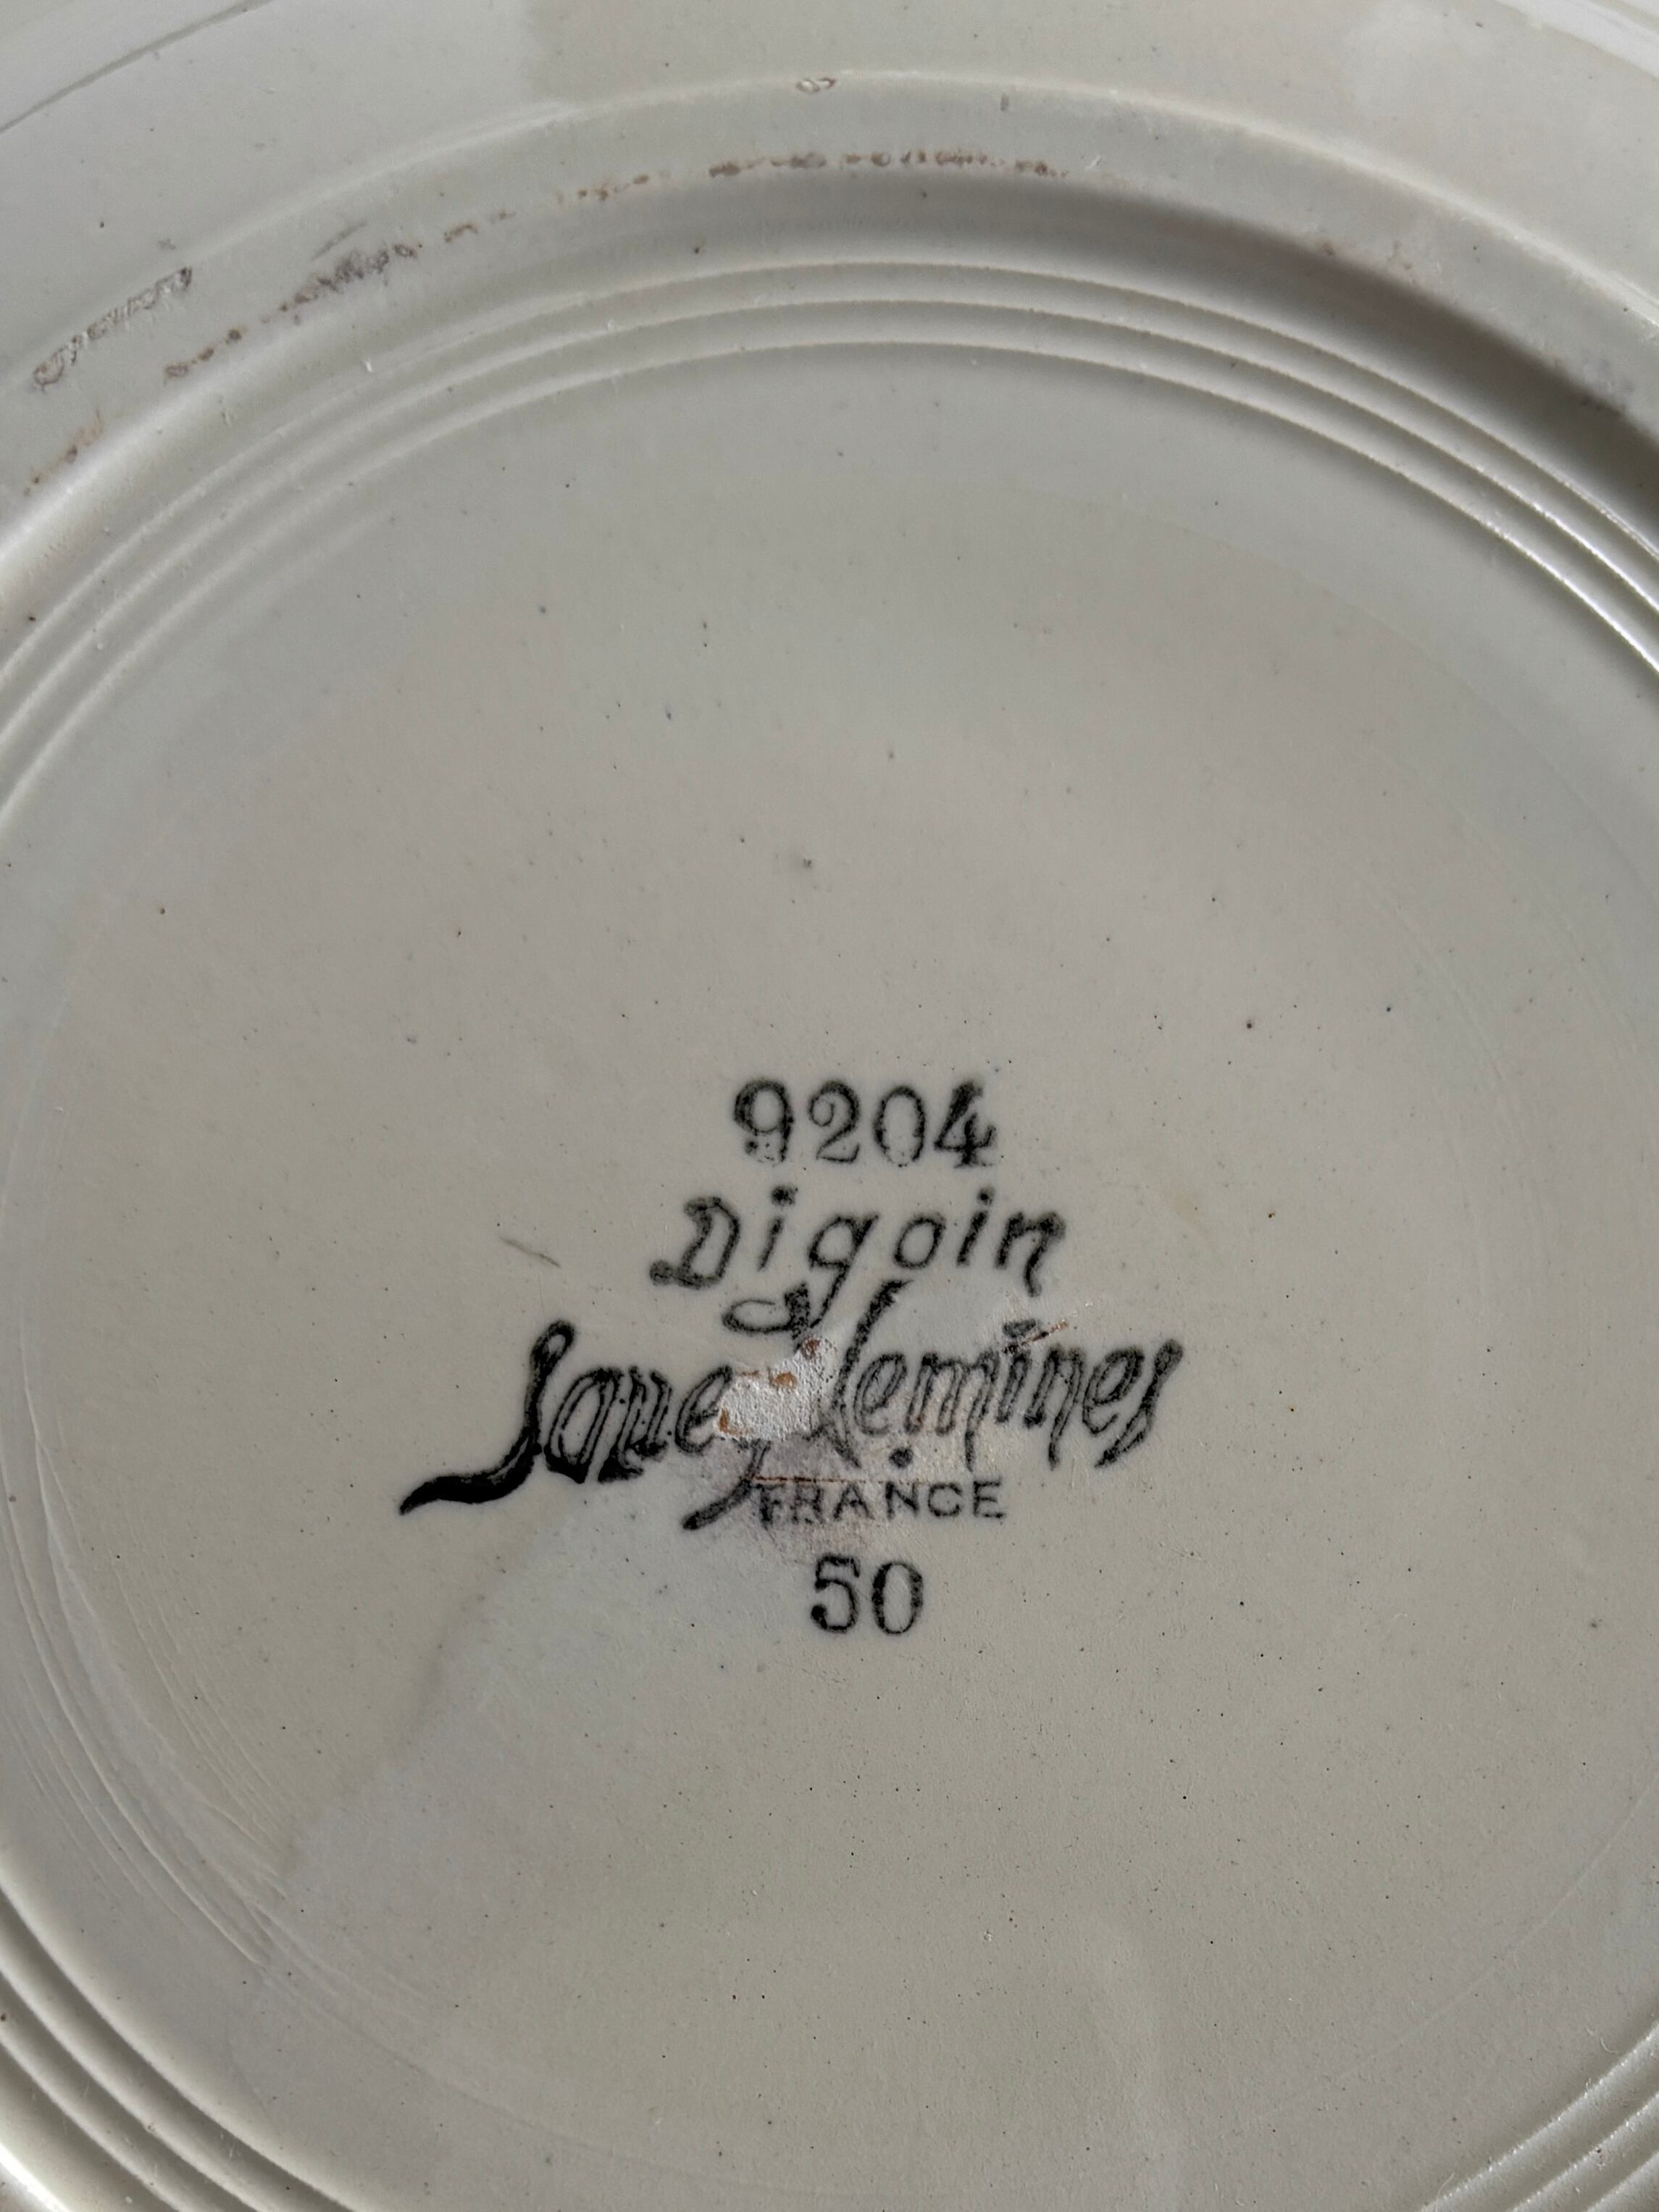 9204
Digoin
Sarreguemines
FRANCE
50